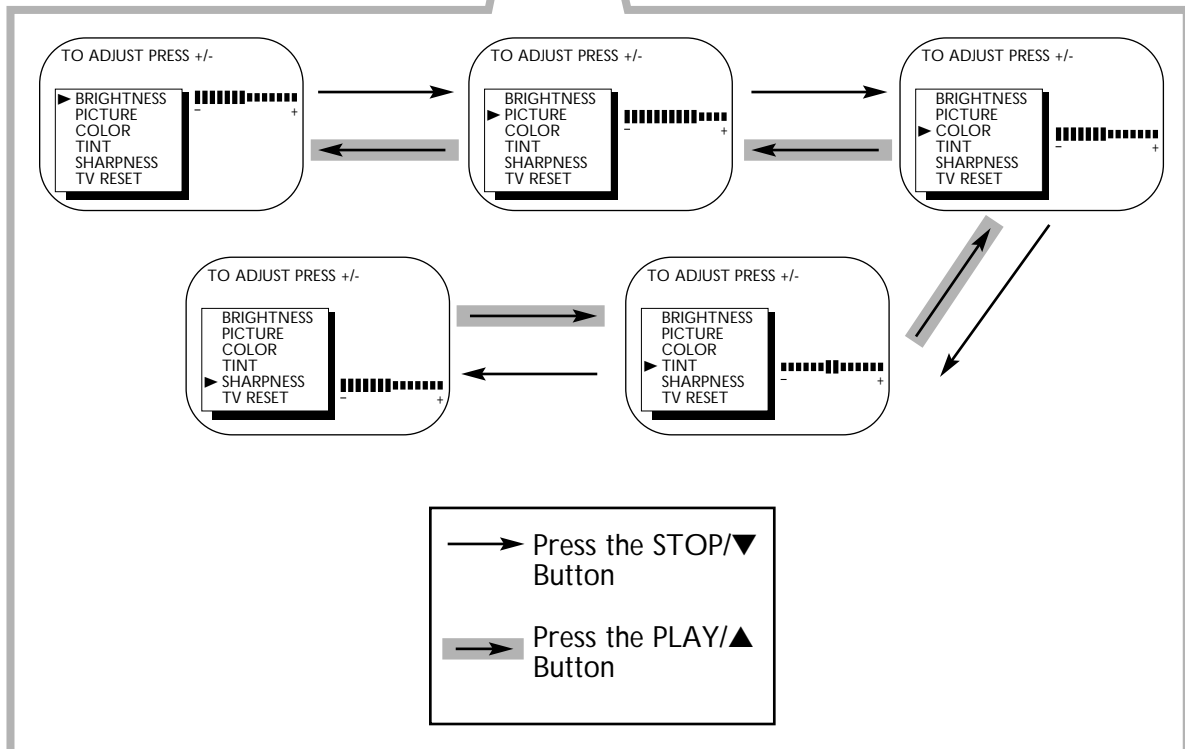 TO ADJUST PRESS +/-
► BRIGHTNESS
PICTURE
COLOR
TINT
SHARPNESS
TV RESET
– +
TO ADJUST PRESS +/-
BRIGHTNESS
► PICTURE
COLOR
TINT
SHARPNESS
TV RESET
– +
TO ADJUST PRESS +/-
BRIGHTNESS
PICTURE
► COLOR
TINT
SHARPNESS
TV RESET
– +
TO ADJUST PRESS +/-
BRIGHTNESS
PICTURE
COLOR
TINT
► SHARPNESS
TV RESET
– +
TO ADJUST PRESS +/-
BRIGHTNESS
PICTURE
COLOR
► TINT
SHARPNESS
TV RESET
– +
Press the STOP/▼
Button
Press the PLAY/▲
Button